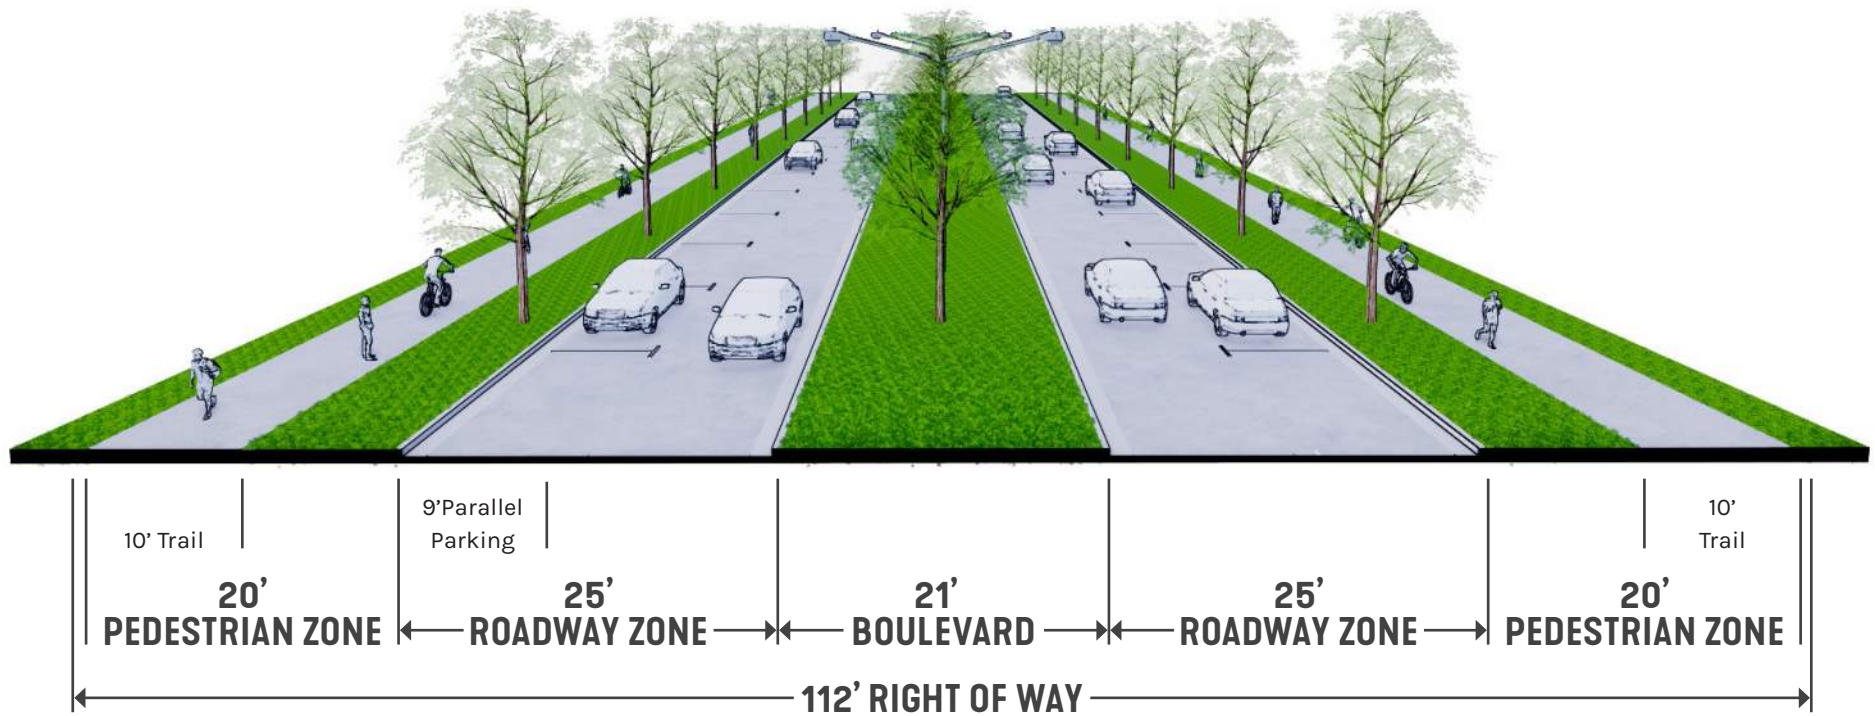 10’ Trail
9’Parallel
Parking
10’
Trail
20’
PEDESTRIAN ZONE
25’
ROADWAY ZONE
21’
BOULEVARD
25’
ROADWAY ZONE
20’
PEDESTRIAN ZONE
112’ RIGHT OF WAY